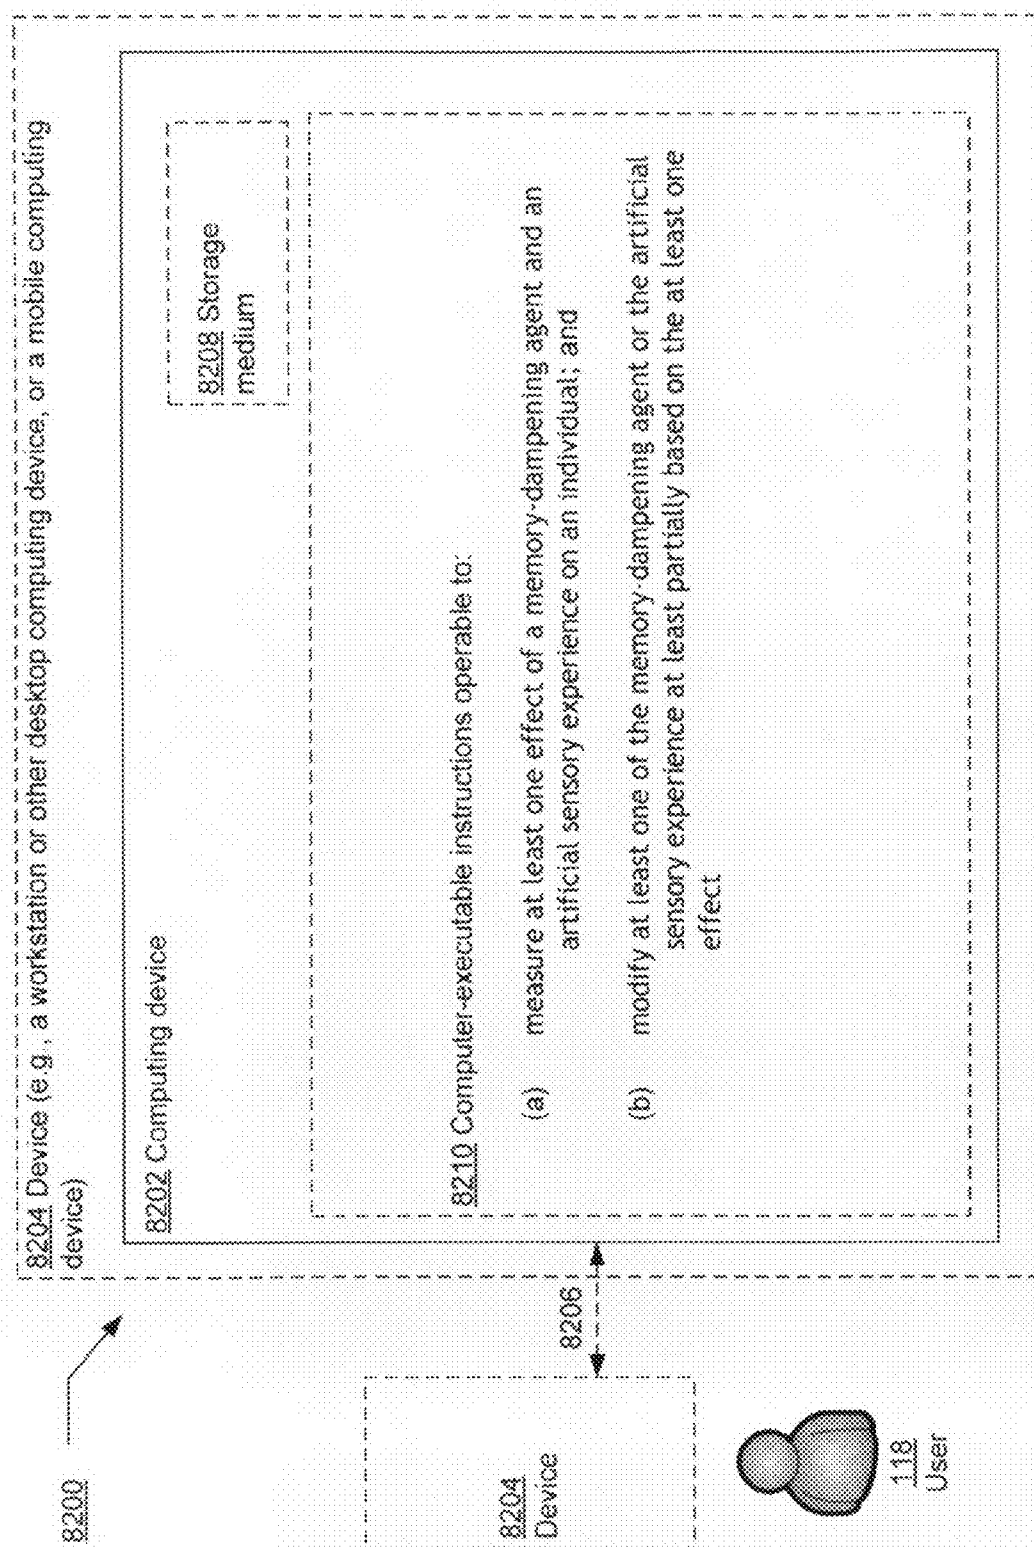 8200
8204 Device (e.g., a workstation or other desktop computing device, or a mobile computing
device)
8202 Computing device
8208 Storage
medium
8210 Computer-executable instructions operable to:
(a) measure at least one effect of a memory-dampening agent and an
artificial sensory experience on an individual; and
(b) modify at least one of the memory-dampening agent or the artificial
sensory experience at least partially based on the at least one
effect
8206
8204
Device
118
User